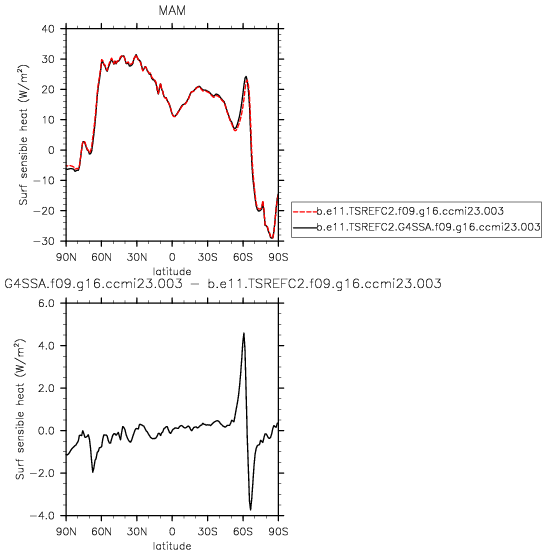 MAM
40
30
20
10
0
−10
−20
−30
Surf sensible heat (W/m²)
90N 60N 30N 0 30S 60S 90S
latitude
b.e11.TSREFC2.f09.g16.ccmi23.003
b.e11.TSREFC2.G4SSA.f09.g16.ccmi23.003
G4SSA.f09.g16.ccmi23.003 − b.e11.TSREFC2.f09.g16.ccmi23.003
6.0
4.0
2.0
0.0
−2.0
−4.0
Surf sensible heat (W/m²)
90N 60N 30N 0 30S 60S 90S
latitude